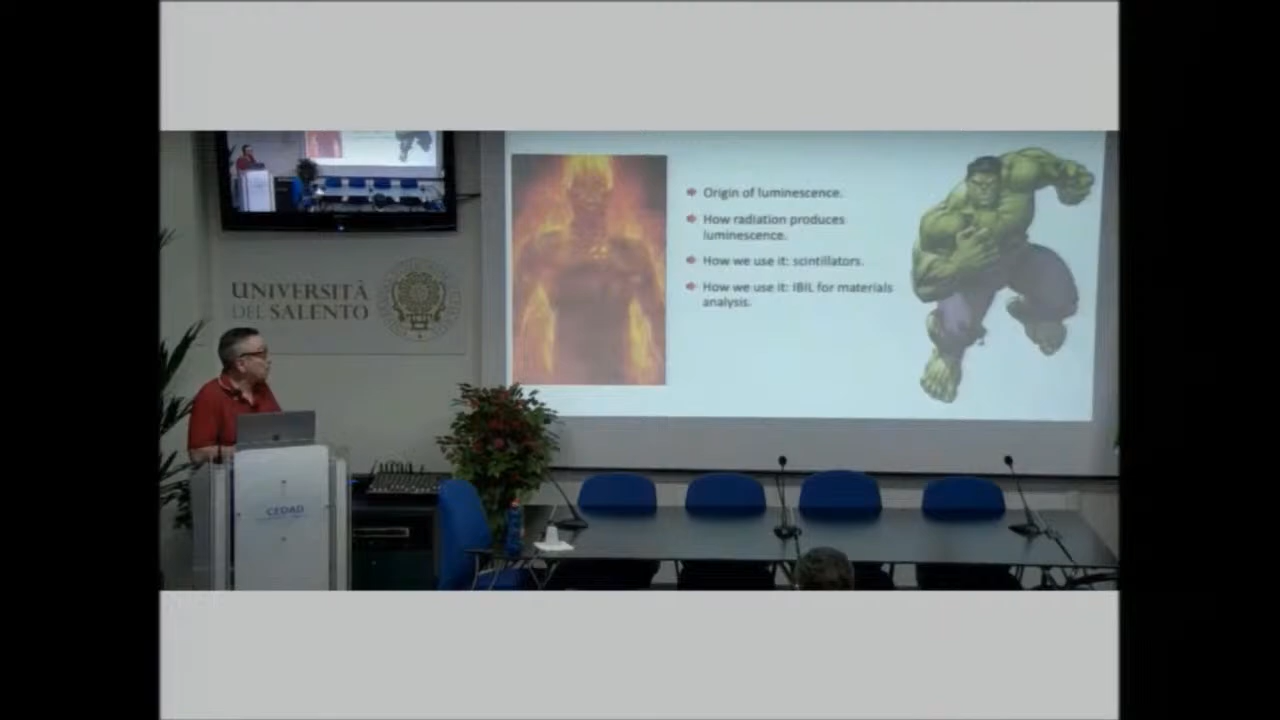 UNIVERSITÀ
DEL SALENTO
Origin of luminescence.
How radiation produces
luminescence.
How we use it: scintillators.
How we use it: IBIL for materials
analysis.
CEDAD